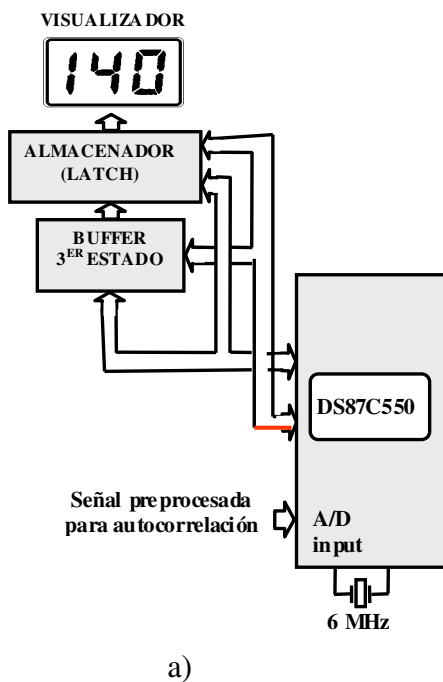 VISUALIZADOR
140
ALMACENADOR
(LATCH)
BUFFER
3ER ESTADO
DS87C550
Señal preprocesada
para autocorrelación
A/D
input
6 MHz
a)